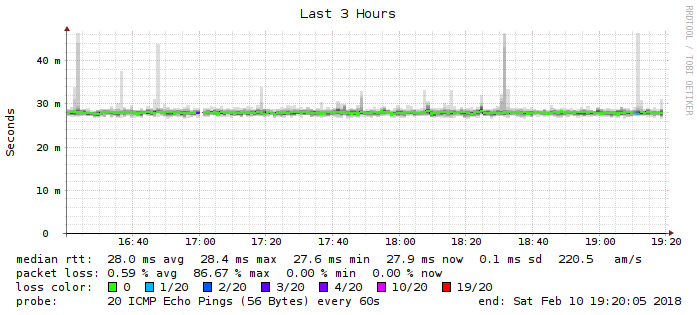 Last 3 Hours
RRDTOOL / TOBI OETIKER
Seconds
40 m
30 m
20 m
10 m
0
16:40 17:00 17:20 17:40 18:00 18:20 18:40 19:00 19:20
median rtt: 28.0 ms avg 28.4 ms max 27.6 ms min 27.9 ms now 0.1 ms sd 220.5 am/s
packet loss: 0.59 % avg 86.67 % max 0.00 % min 0.00 % now
loss color: 0 1/20 2/20 3/20 4/20 10/20 19/20
probe: 20 ICMP Echo Pings (56 Bytes) every 60s end: Sat Feb 10 19:20:05 2018